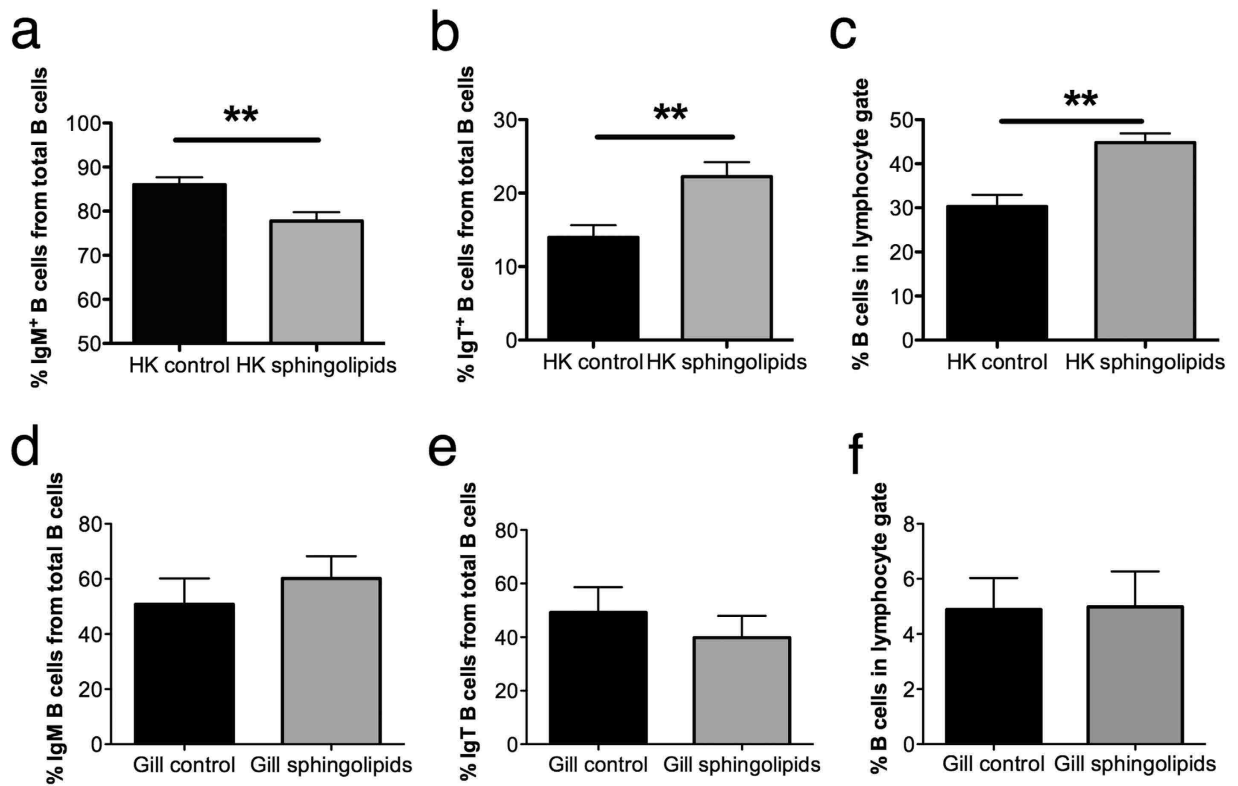 a
% IgM⁺ B cells from total B cells
100
90
80
70
60
50
**
HK control HK sphingolipids
b
% IgT⁺ B cells from total B cells
30
20
10
0
**
HK control HK sphingolipids
c
% B cells in lymphocyte gate
50
40
30
20
10
0
**
HK control HK sphingolipids
d
% IgM B cells from total B cells
80
60
40
20
0
Gill control Gill sphingolipids
e
% IgT B cells from total B cells
80
60
40
20
0
Gill control Gill sphingolipids
f
% B cells in lymphocyte gate
8
6
4
2
0
Gill control Gill sphingolipids